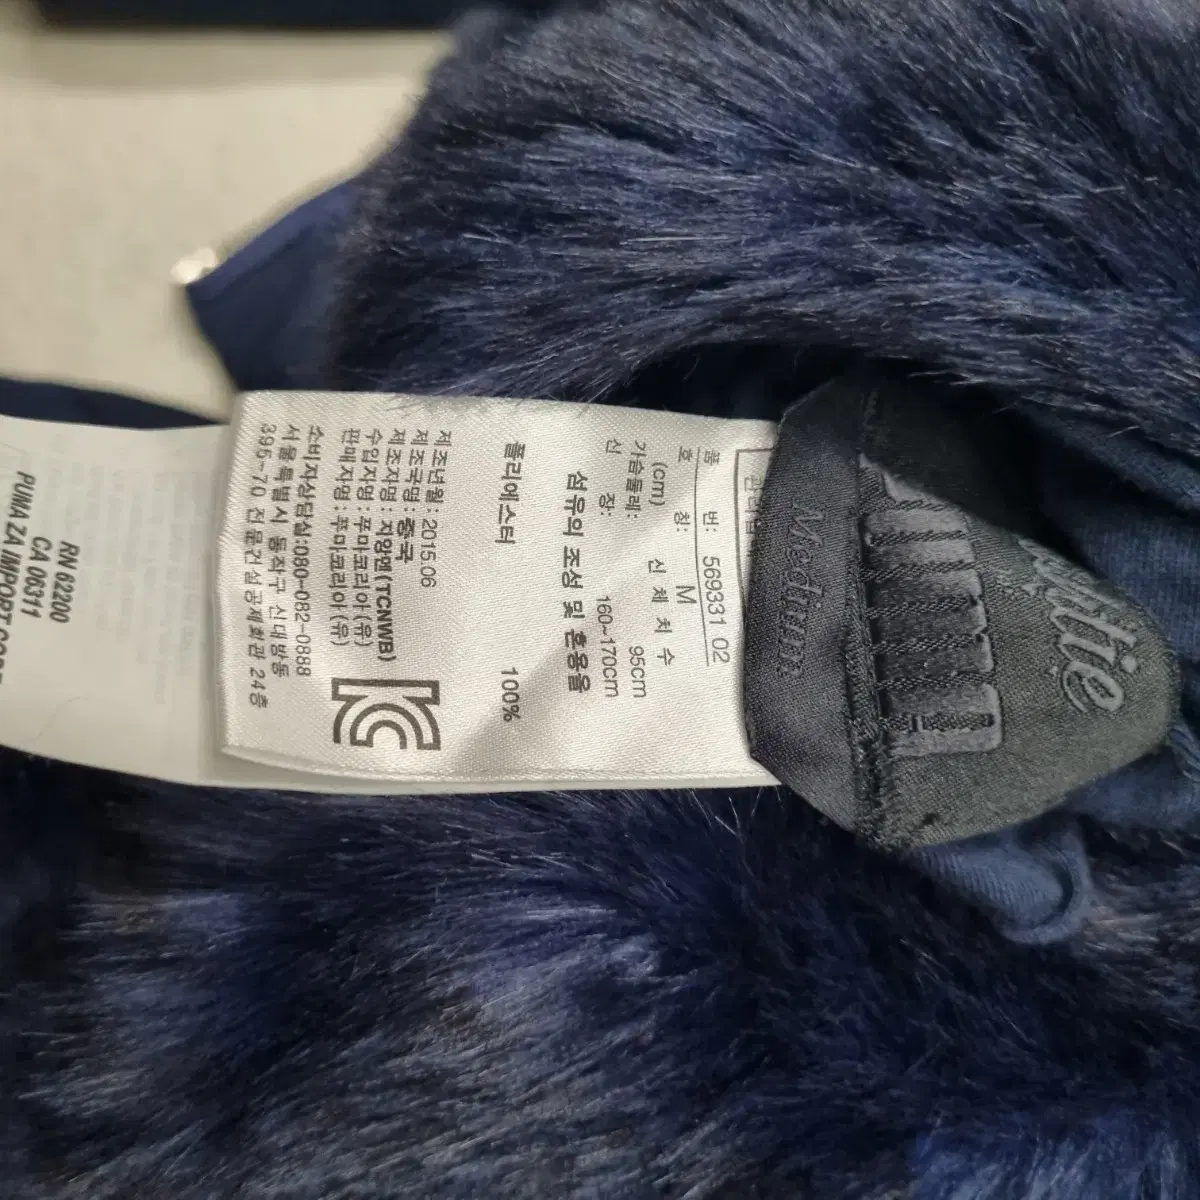 Medium
품 번: 569331 02
호 칭: M
(cm) 신 체 치 수
가슴둘레: 95cm
신 장: 160~170cm
섬유의 조성 및 혼용율
폴리에스터 100%
제조년월: 2015.06
제조국명: 중국
제조자명: 치앙엔(TCNWB)
수입자명: 푸마코리아(유)
판매자명: 푸마코리아(유)
소비자상담실:080-082-0888
서울특별시 동작구 신대방동
395-70 전문건설공제회관 24층
RN 62200
CA 06311
PUMA ZA IMPORT